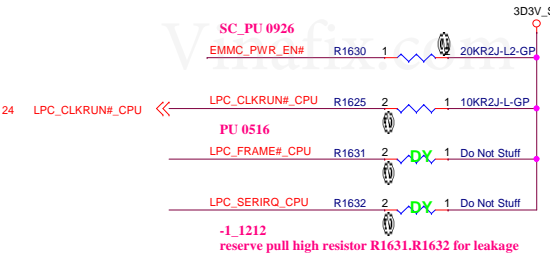 3D3V_S
SC_PU 0926
EMMC_PWR_EN# R1630 1 20KR2J-L2-GP
24 LPC_CLKRUN#_CPU LPC_CLKRUN#_CPU R1625 2 1 10KR2J-L-GP
PU 0516
LPC_FRAME#_CPU R1631 2 DY 1 Do Not Stuff
LPC_SERIRQ_CPU R1632 2 DY 1 Do Not Stuff
-1_1212
reserve pull high resistor R1631.R1632 for leakage